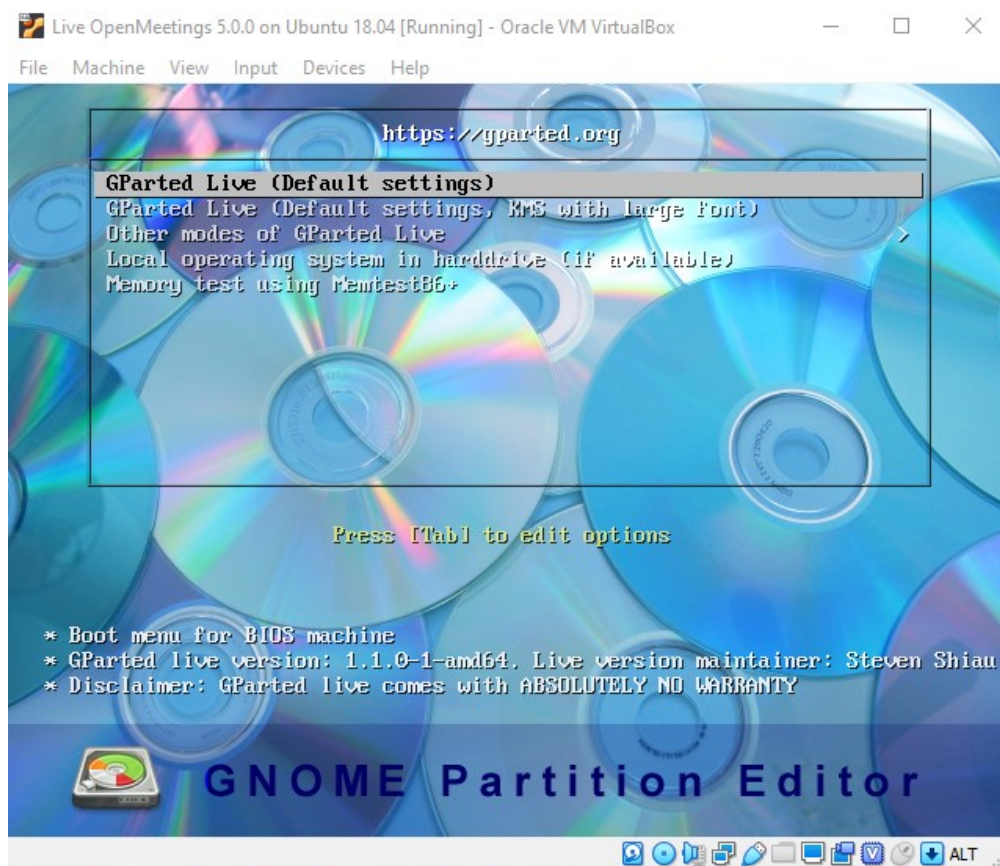 Live OpenMeetings 5.0.0 on Ubuntu 18.04 [Running] - Oracle VM VirtualBox
File Machine View Input Devices Help
https://gparted.org
GParted Live (Default settings)
GParted Live (Default settings, KMS with large font)
Other modes of GParted Live >
Local operating system in harddrive (if available)
Memory test using Memtest86+
Press [Tab] to edit options
* Boot menu for BIOS machine
* GParted live version: 1.1.0-1-amd64. Live version maintainer: Steven Shiau
* Disclaimer: GParted live comes with ABSOLUTELY NO WARRANTY
GNOME Partition Editor
ALT